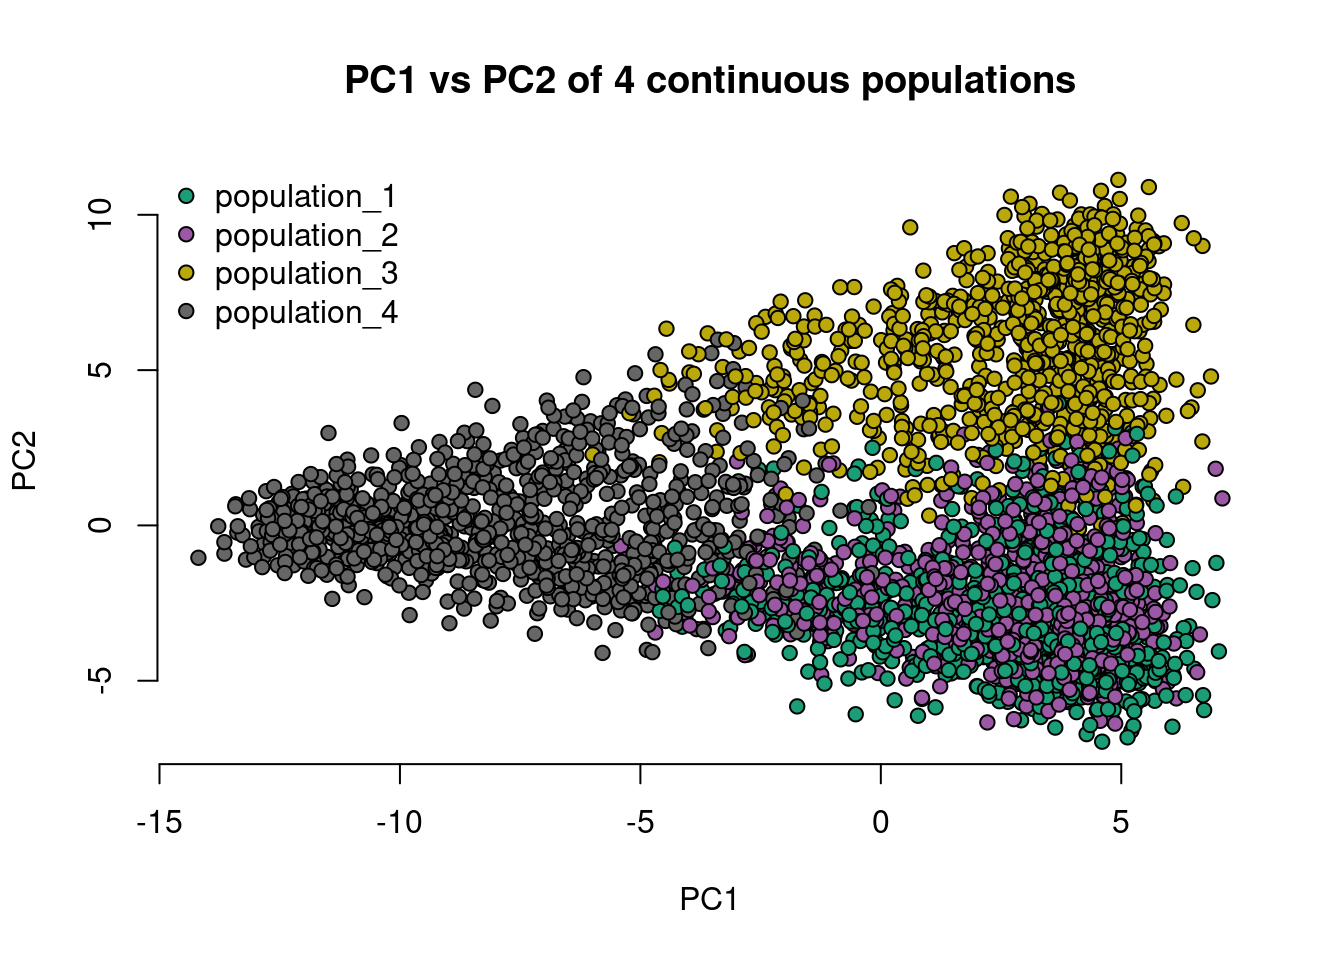 PC1 vs PC2 of 4 continuous populations
population_1
population_2
population_3
population_4
PC2
10
5
0
-5
-15 -10 -5 0 5
PC1